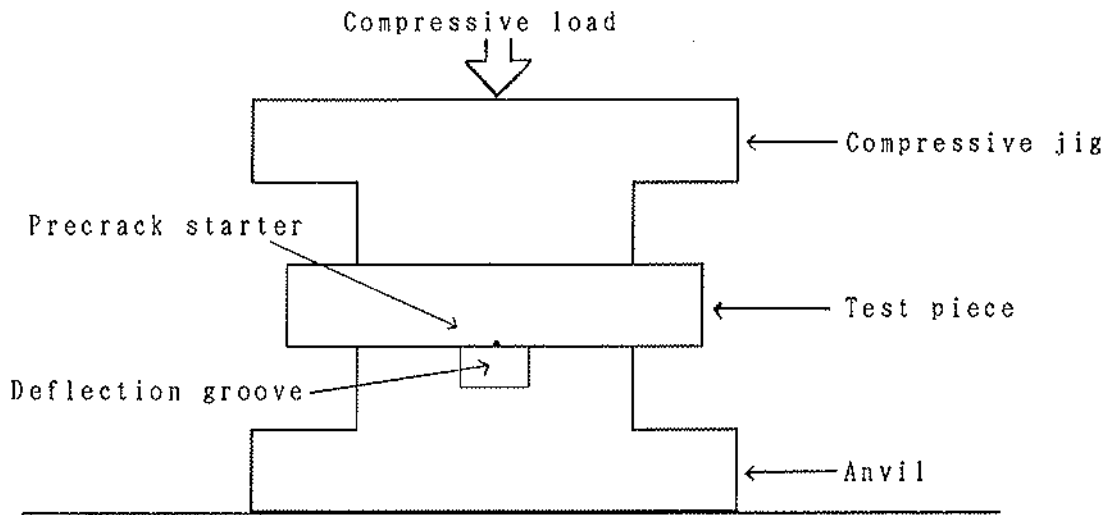 Compressive load
Compressive jig
Precrack starter
Test piece
Deflection groove
Anvil